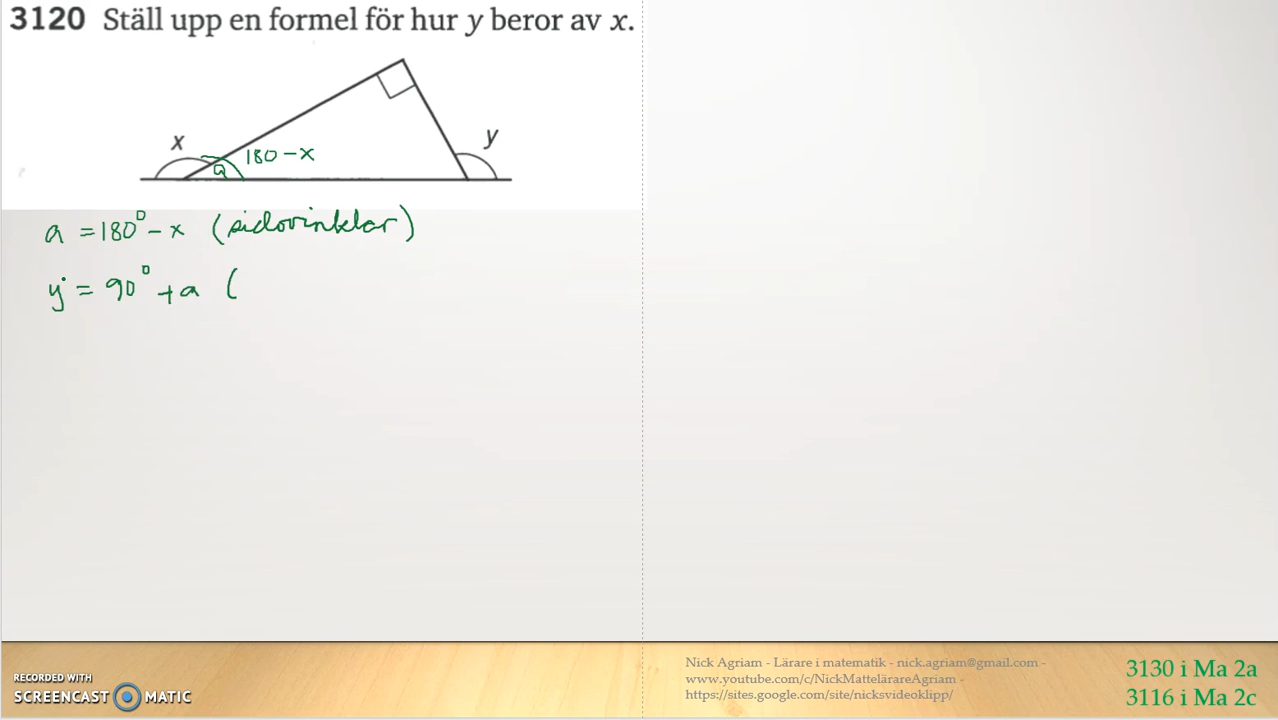 3120 Ställ upp en formel för hur y beror av x.
x
a
180 - x
y
a = 180° - x (sidovinklar)
y = 90° + a (
RECORDED WITH
SCREENCAST MATIC
Nick Agriam - Lärare i matematik - nick.agriam@gmail.com -
www.youtube.com/c/NickMattelärareAgriam -
https://sites.google.com/site/nicksvideoklipp/
3130 i Ma 2a
3116 i Ma 2c